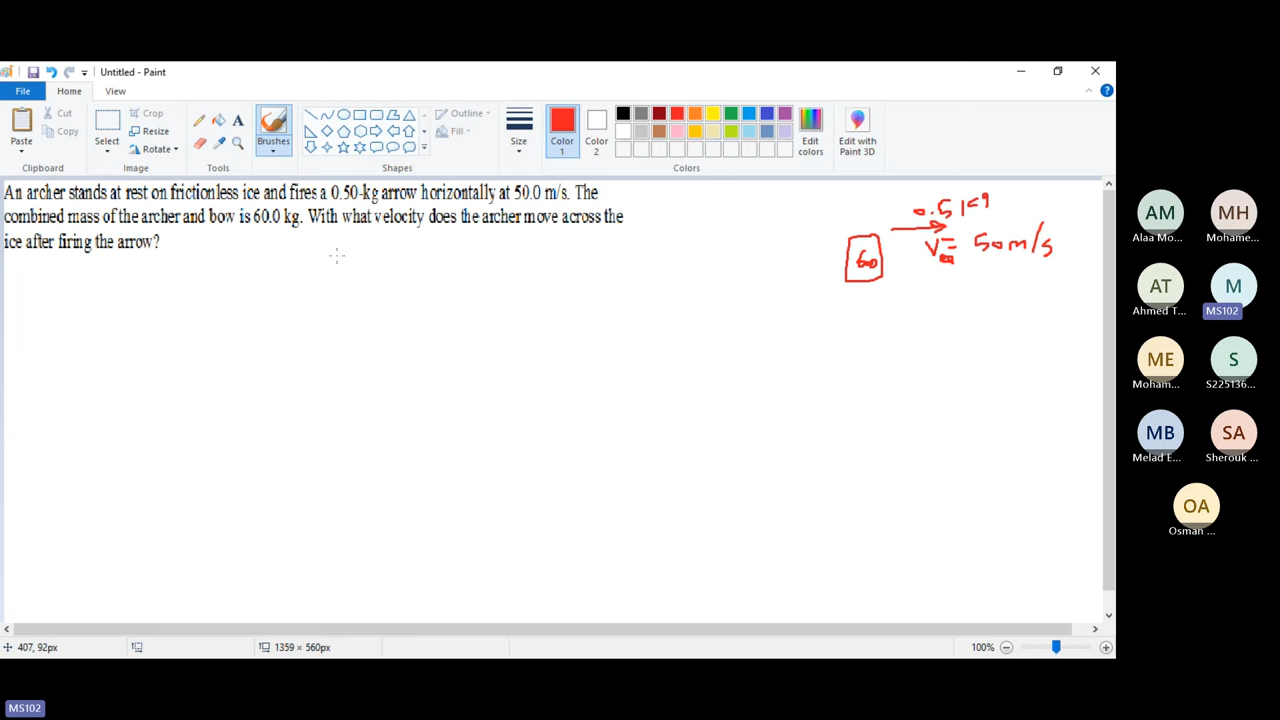 Untitled - Paint
File Home View
Paste
Cut
Copy
Clipboard
Select
Crop
Resize
Rotate
Image
A
Tools
Brushes
Outline
Fill
Shapes
Size
Color
1
Color
2
Edit
colors
Colors
Edit with
Paint 3D
An archer stands at rest on frictionless ice and fires a 0.50-kg arrow horizontally at 50.0 m/s. The
combined mass of the archer and bow is 60.0 kg. With what velocity does the archer move across the
ice after firing the arrow?
0.5 kg
60
V = 50 m/s
407, 92px
1359 × 560px
100%
AM
Alaa Mo...
MH
Mohame...
AT
Ahmed T...
M
MS102
ME
Moham...
S
S225136...
MB
Melad E...
SA
Sherouk ...
OA
Osman ...
MS102